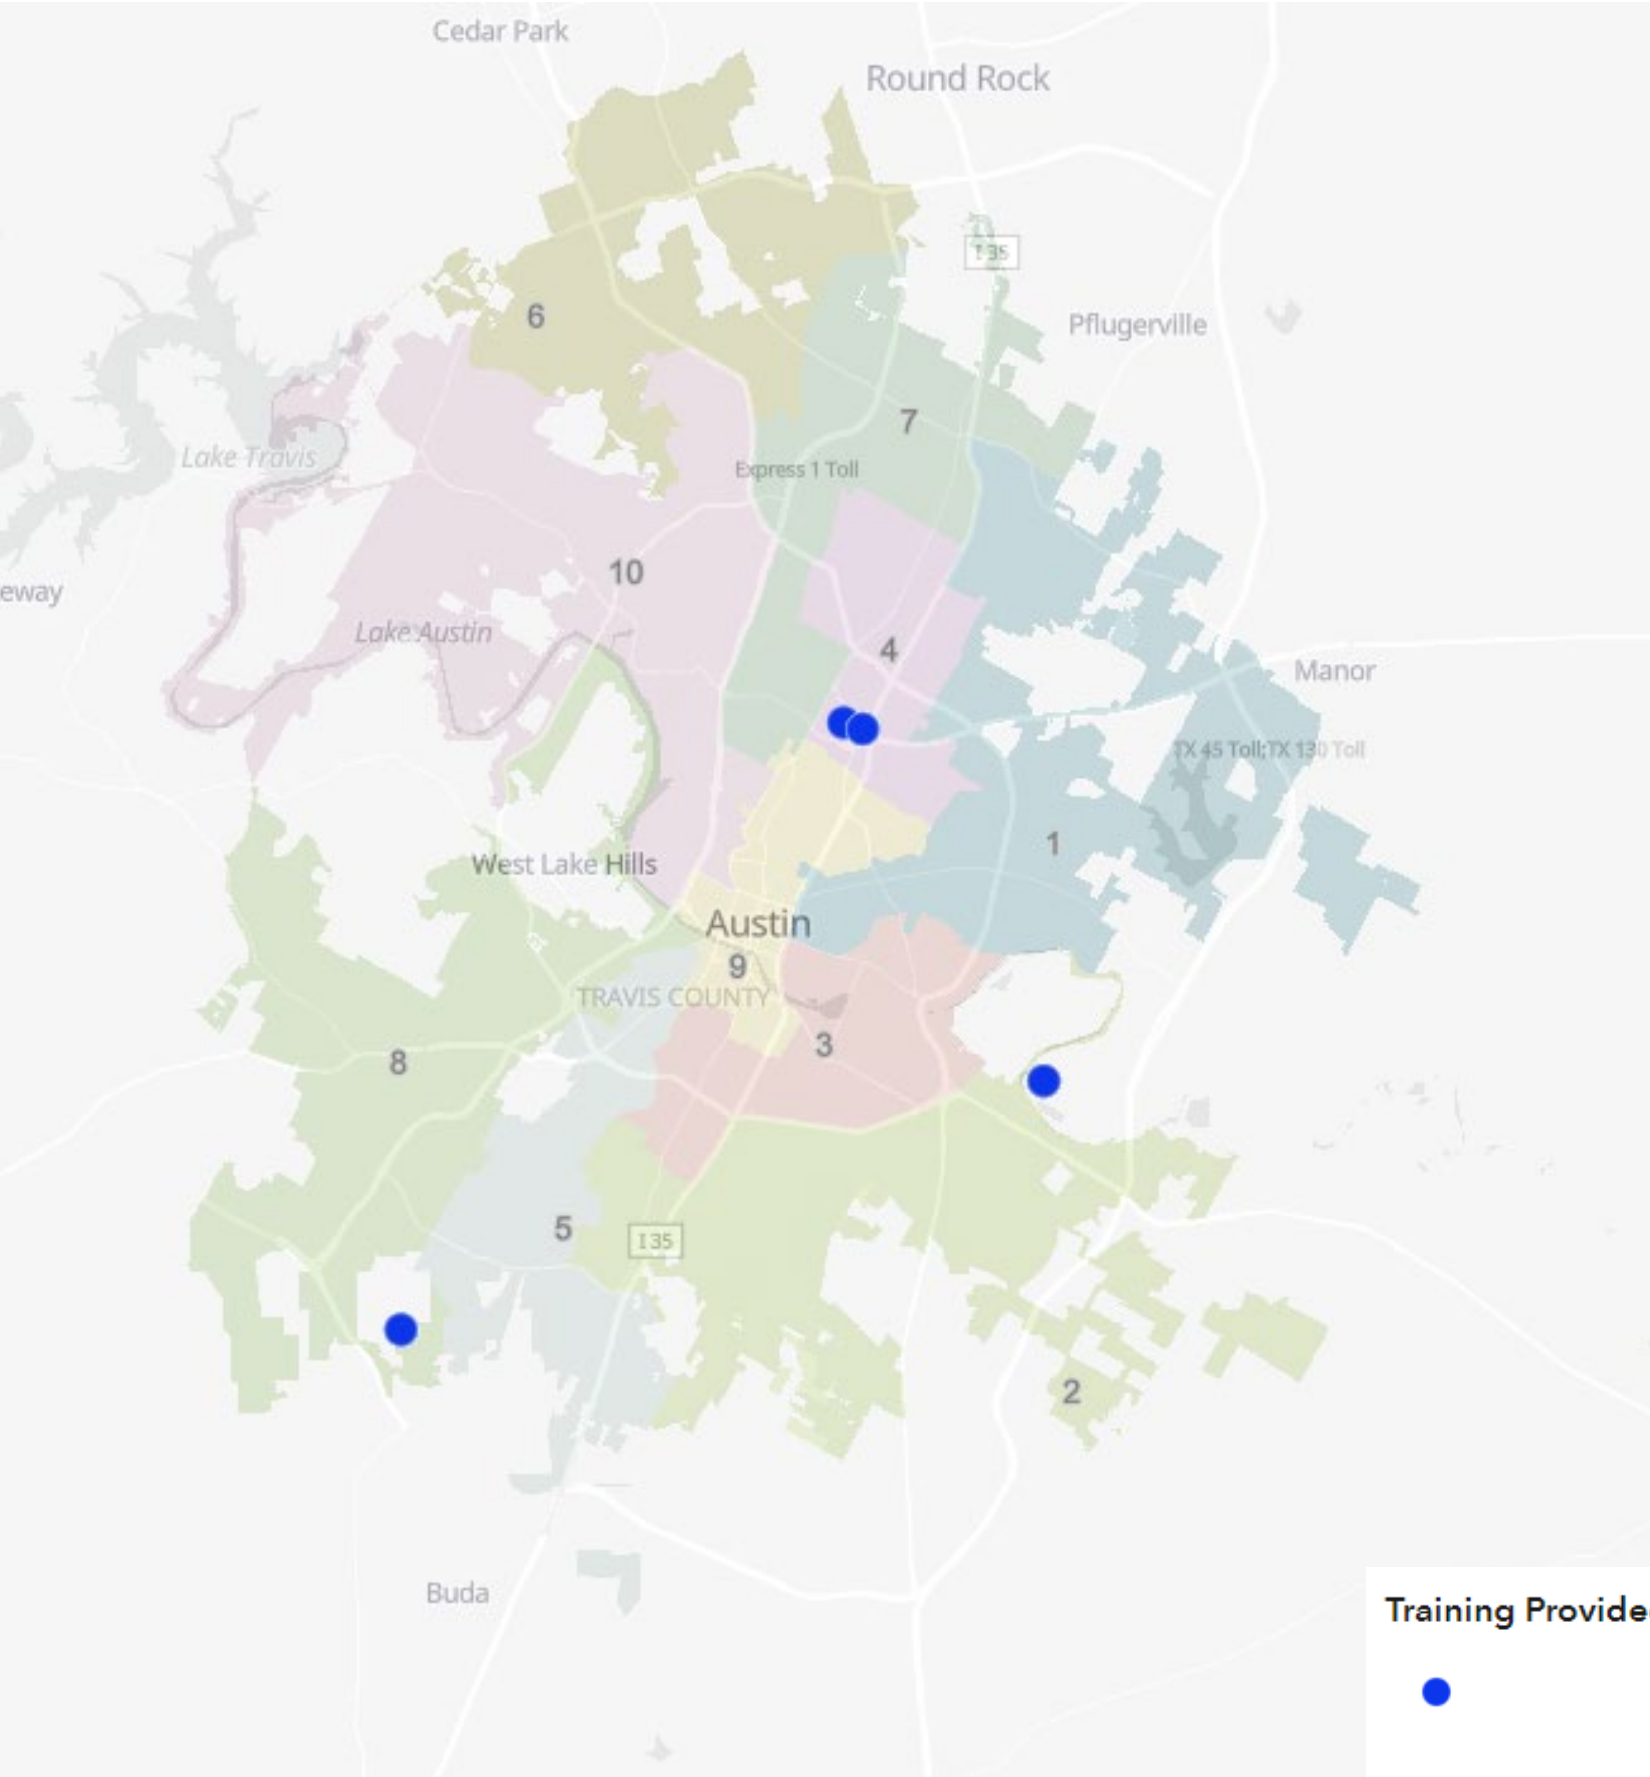 Cedar Park
Round Rock
I 35
Pflugerville
6
7
Lake Travis
Express 1 Toll
10
eway
Lake Austin
4
Manor
TX 45 Toll;TX 130 Toll
1
West Lake Hills
Austin
9
TRAVIS COUNTY
3
8
5
I 35
2
Buda
Training Provide